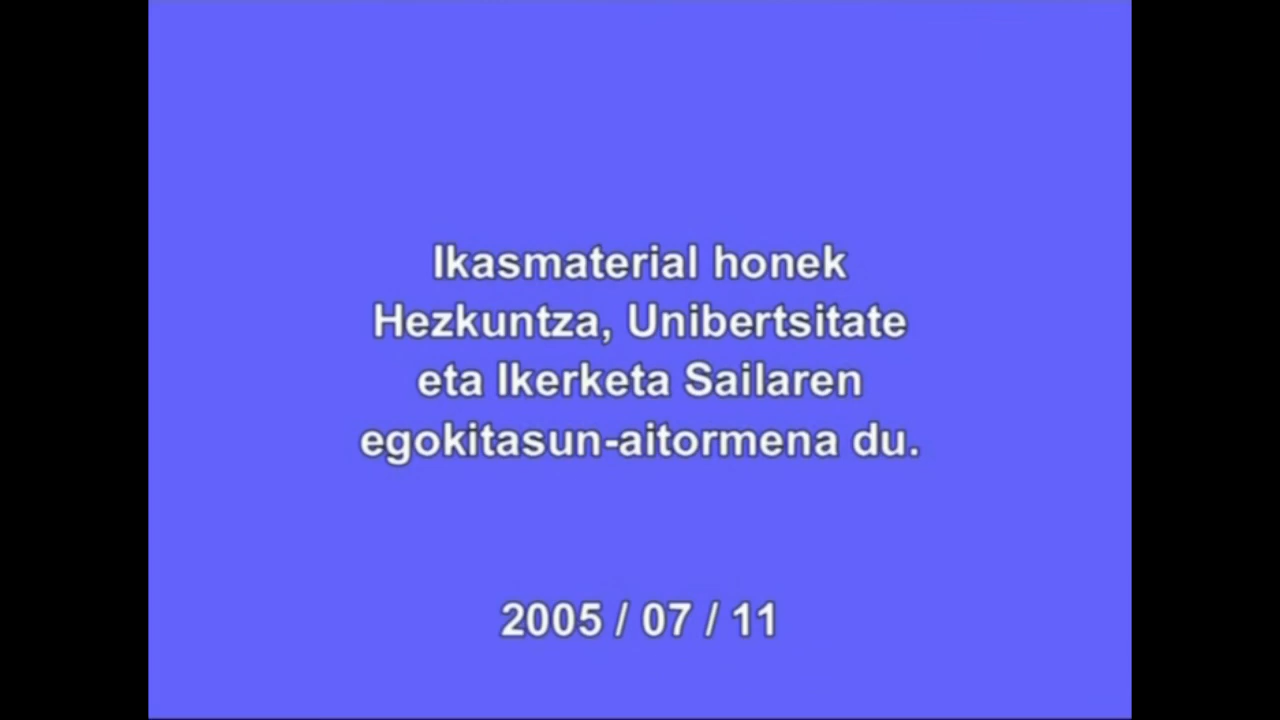 Ikasmaterial honek
Hezkuntza, Unibertsitate
eta Ikerketa Sailaren
egokitasun-aitormena du.
2005 / 07 / 11